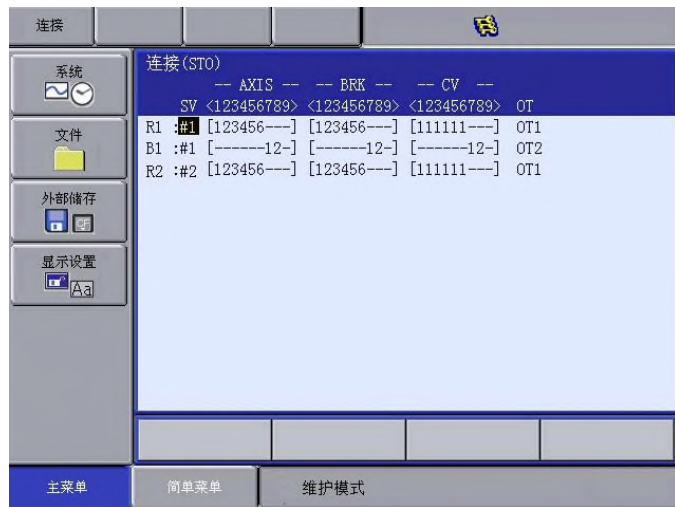 连接
系统
文件
外部储存
CF
显示设置
Aa
连接(STO)
-- AXIS -- -- BRK -- -- CV --
SV <123456789> <123456789> <123456789> OT
R1 :#1 [123456---] [123456---] [111111---] OT1
B1 :#1 [------12-] [------12-] [------12-] OT2
R2 :#2 [123456---] [123456---] [111111---] OT1
主菜单
简单菜单
维护模式